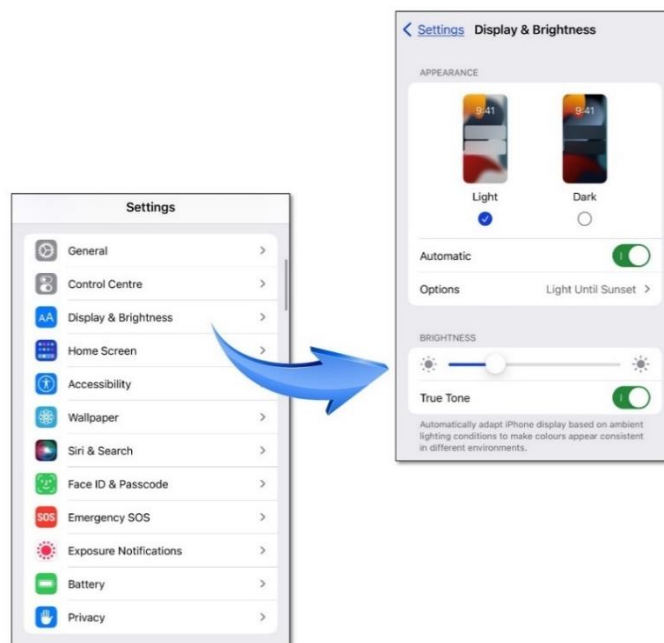 Settings
General
Control Centre
AA Display & Brightness
Home Screen
Accessibility
Wallpaper
Siri & Search
Face ID & Passcode
SOS Emergency SOS
Exposure Notifications
Battery
Privacy
Settings Display & Brightness
APPEARANCE
9:41 9:41
Light Dark
Automatic
Options Light Until Sunset
BRIGHTNESS
True Tone
Automatically adapt iPhone display based on ambient
lighting conditions to make colours appear consistent
in different environments.